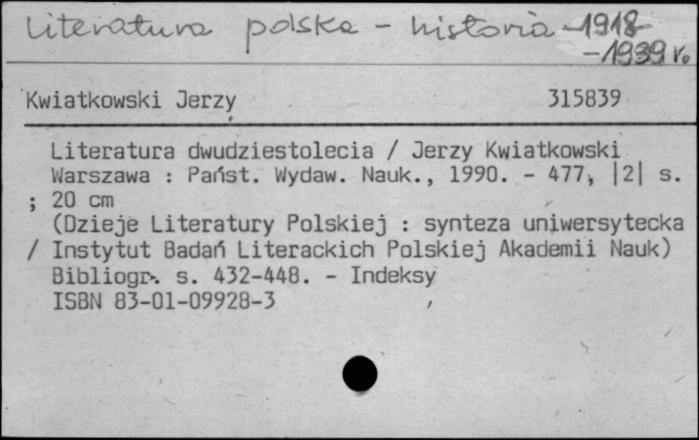 Literatura polska - historia - 1918-
- 1939 r.
Kwiatkowski Jerzy 315839
Literatura dwudziestolecia / Jerzy Kwiatkowski
Warszawa : Państ. Wydaw. Nauk., 1990. - 477, |2| s.
; 20 cm
(Dzieje Literatury Polskiej : synteza uniwersytecka
/ Instytut Badań Literackich Polskiej Akademii Nauk)
Bibliogr. s. 432-448. - Indeksy
ISBN 83-01-09928-3